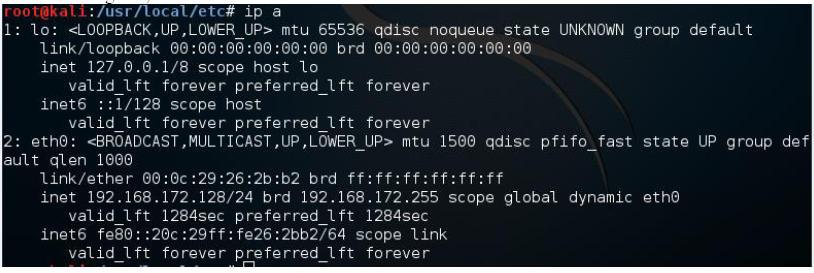 root@kali:/usr/local/etc# ip a
1: lo: <LOOPBACK,UP,LOWER_UP> mtu 65536 qdisc noqueue state UNKNOWN group default
    link/loopback 00:00:00:00:00:00 brd 00:00:00:00:00:00
    inet 127.0.0.1/8 scope host lo
       valid_lft forever preferred_lft forever
    inet6 ::1/128 scope host
       valid_lft forever preferred_lft forever
2: eth0: <BROADCAST,MULTICAST,UP,LOWER_UP> mtu 1500 qdisc pfifo_fast state UP group def
ault qlen 1000
    link/ether 00:0c:29:26:2b:b2 brd ff:ff:ff:ff:ff:ff
    inet 192.168.172.128/24 brd 192.168.172.255 scope global dynamic eth0
       valid_lft 1284sec preferred_lft 1284sec
    inet6 fe80::20c:29ff:fe26:2bb2/64 scope link
       valid_lft forever preferred_lft forever